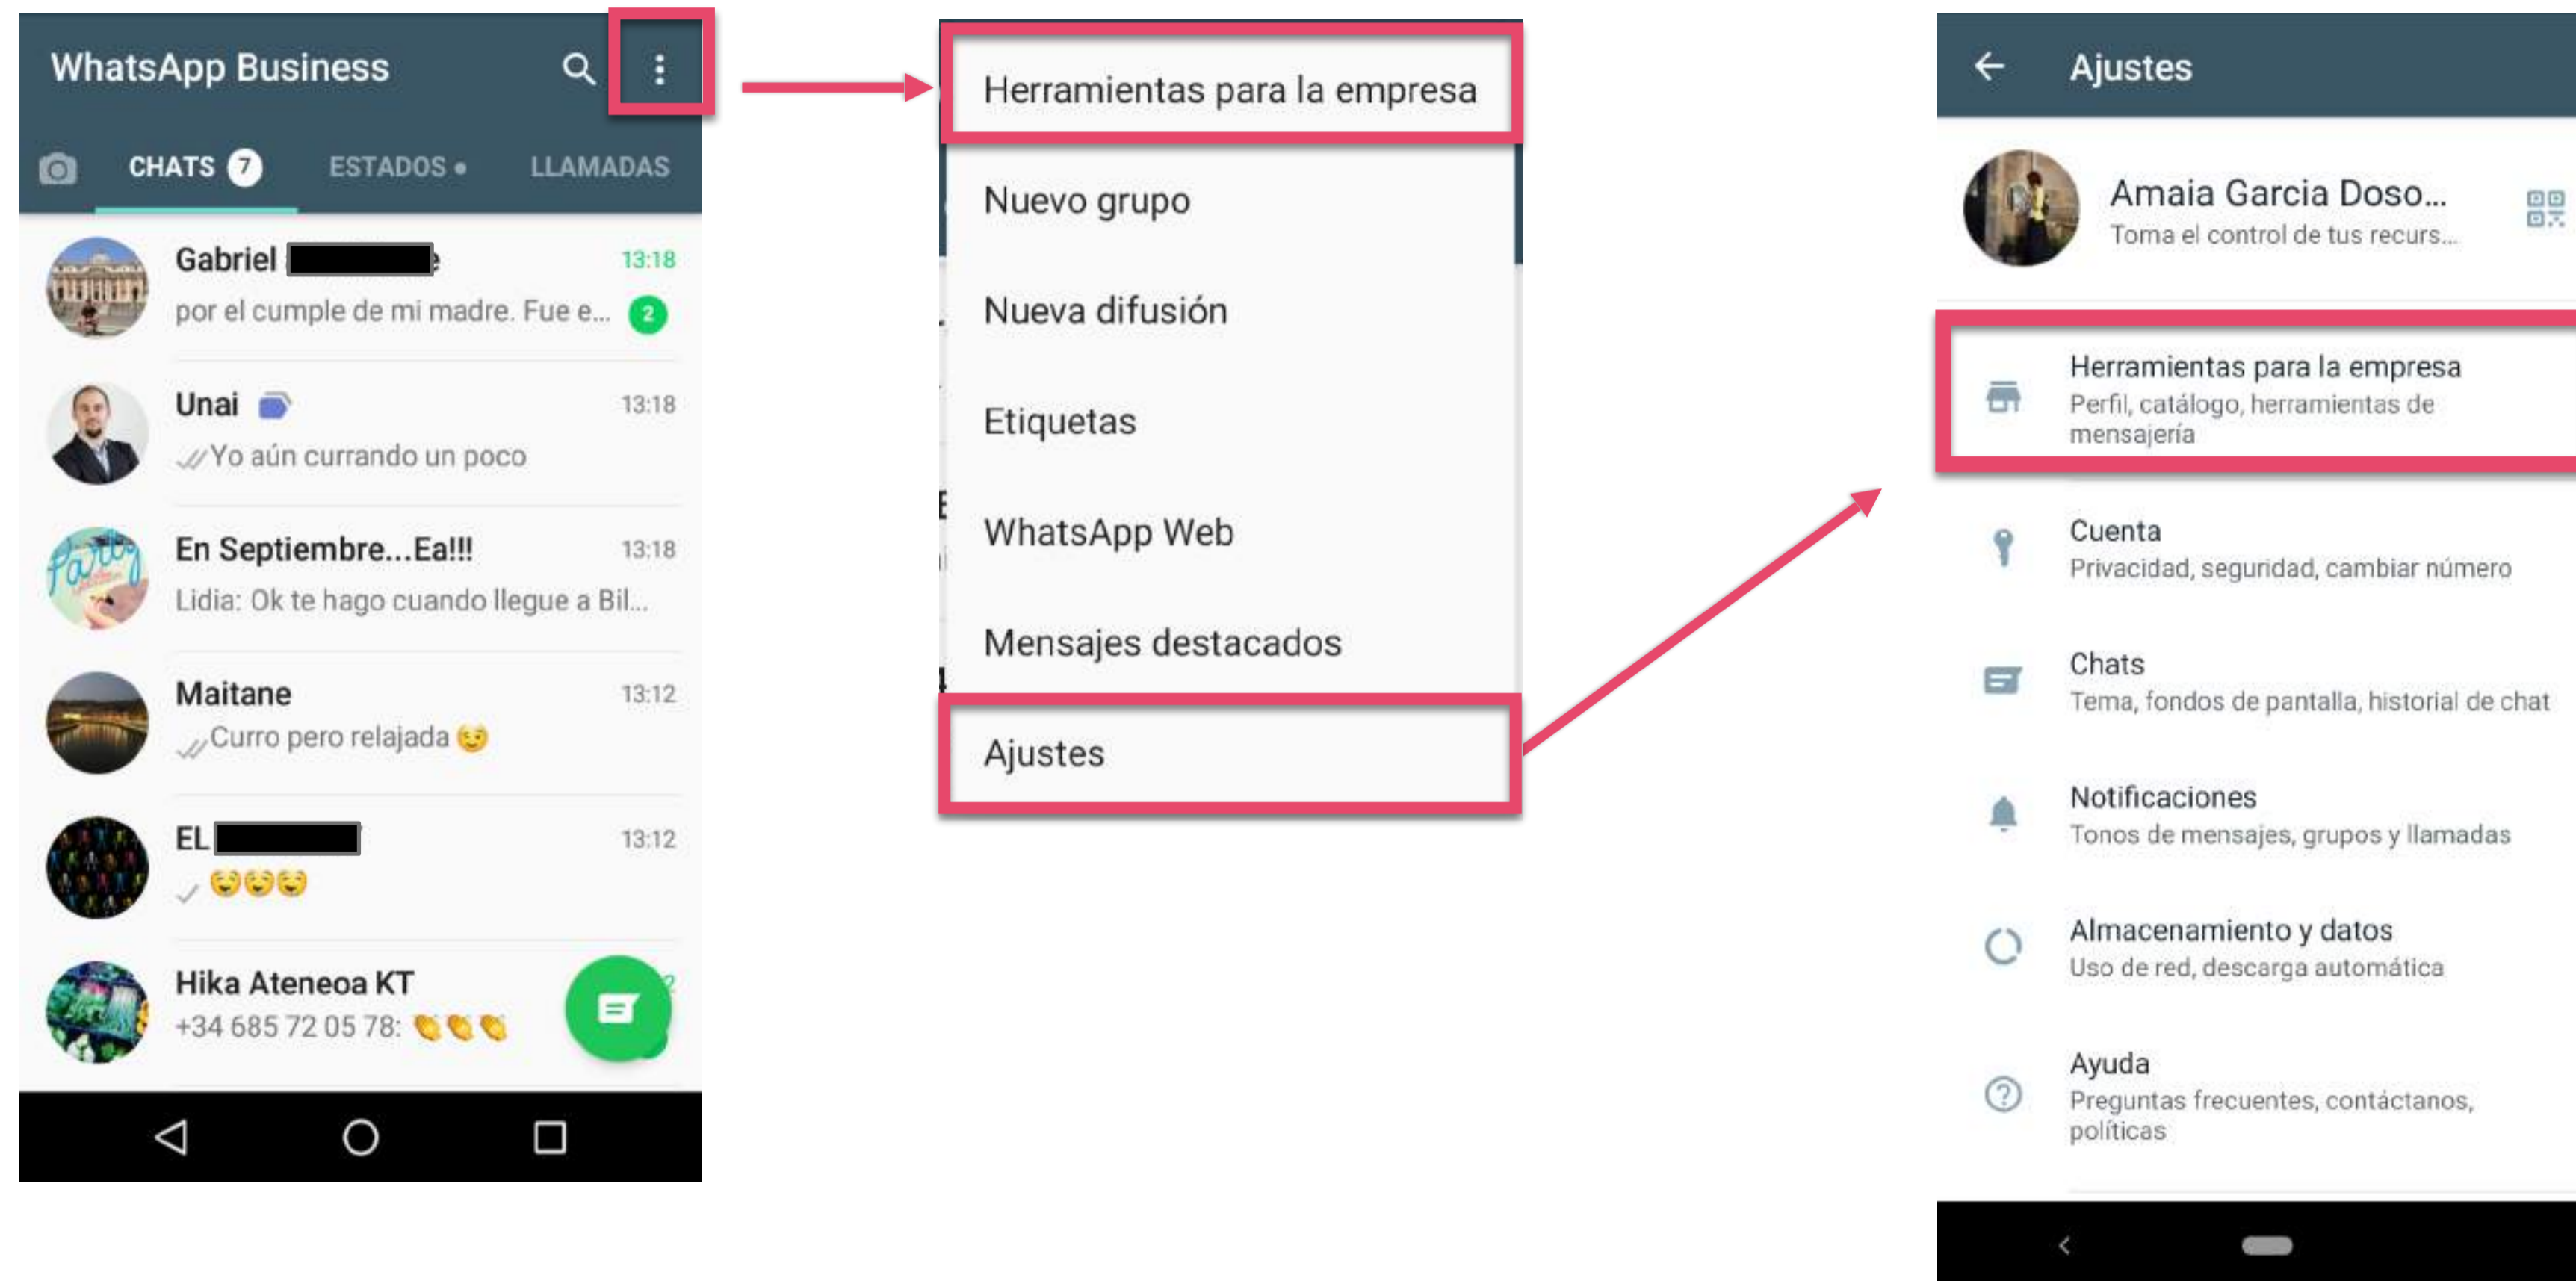 WhatsApp Business
CHATS 7 ESTADOS • LLAMADAS
Gabriel 13:18
por el cumple de mi madre. Fue e... 2
Unai 13:18
Yo aún currando un poco
Party
En Septiembre...Ea!!! 13:18
Lidia: Ok te hago cuando llegue a Bil...
Maitane 13:12
Curro pero relajada 😉
EL 13:12
Hika Ateneoa KT
+34 685 72 05 78: 👏👏👏
Herramientas para la empresa
Nuevo grupo
Nueva difusión
Etiquetas
WhatsApp Web
Mensajes destacados
Ajustes
Ajustes
Amaia Garcia Doso...
Toma el control de tus recurs...
Herramientas para la empresa
Perfil, catálogo, herramientas de
mensajería
Cuenta
Privacidad, seguridad, cambiar número
Chats
Tema, fondos de pantalla, historial de chat
Notificaciones
Tonos de mensajes, grupos y llamadas
Almacenamiento y datos
Uso de red, descarga automática
Ayuda
Preguntas frecuentes, contáctanos,
políticas